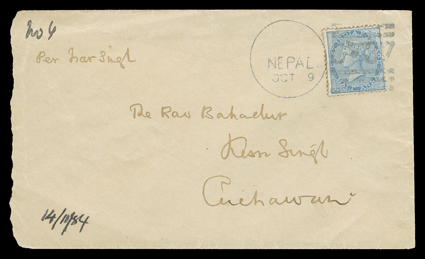 No 4
Per Har Singh
NEPAL
OCT 9
The Rao Bahadur
Kesri Singh
Cuchawan
14/11/84